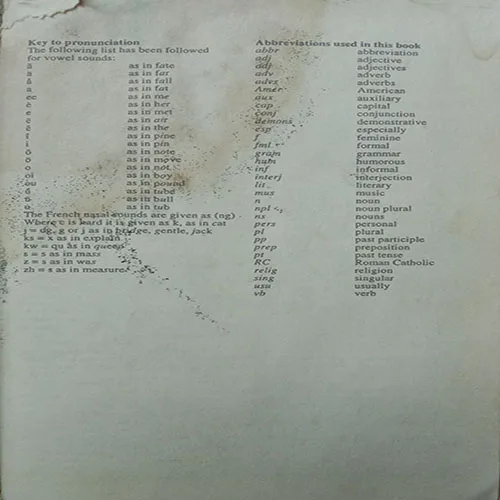 Key to pronunciation
The following list has been followed
for vowel sounds:
ā as in fate
as in far
as in fall
a as in fat
ee as in me
as in her
e as in met
as in air
as in the
ī as in pine
i as in pin
ō as in note
as in move
o as in not
oi as in boy
ou as in pound
ū as in tube
as in bull
as in tub
The French nasal sounds are given as (ng)
Where c is hard it is given as k, as in cat
j = dg, g or j as in bridge, gentle, jack
ks = x as in explain
kw = qu as in queen
s = s as in mass
z = s as in was
zh = s as in measure
Abbreviations used in this book
abbr abbreviation
adj adjective
adjectives
adv adverb
advs adverbs
Amer American
aux auxiliary
cap capital
conj conjunction
demons demonstrative
esp especially
f feminine
fml formal
gram grammar
hum humorous
inf informal
interj interjection
lit literary
mus music
n noun
npl noun plural
ns nouns
pers personal
pl plural
pp past participle
prep preposition
pt past tense
RC Roman Catholic
relig religion
sing singular
usu usually
vb verb